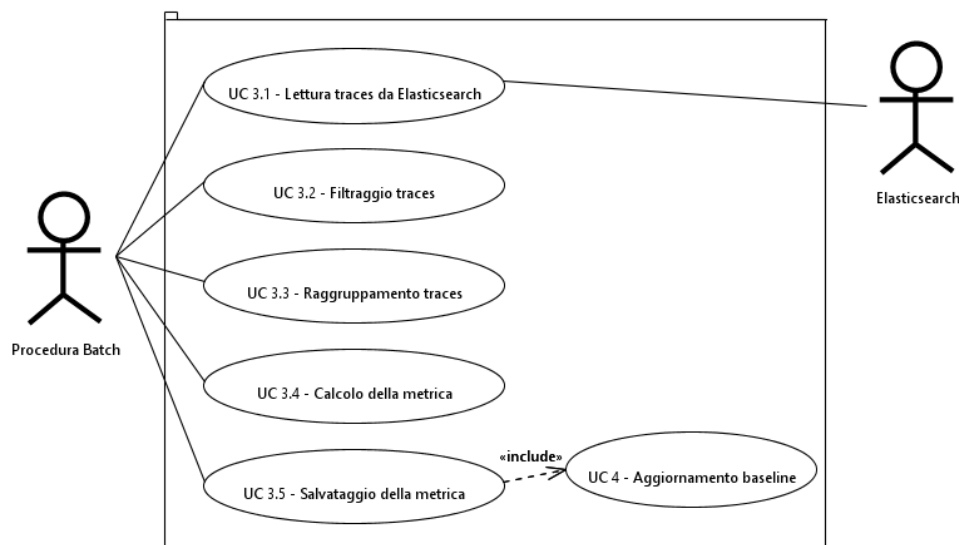 UC 3.1 - Lettura traces da Elasticsearch
Elasticsearch
UC 3.2 - Filtraggio traces
UC 3.3 - Raggruppamento traces
Procedura Batch
UC 3.4 - Calcolo della metrica
«include»
UC 4 - Aggiornamento baseline
UC 3.5 - Salvataggio della metrica